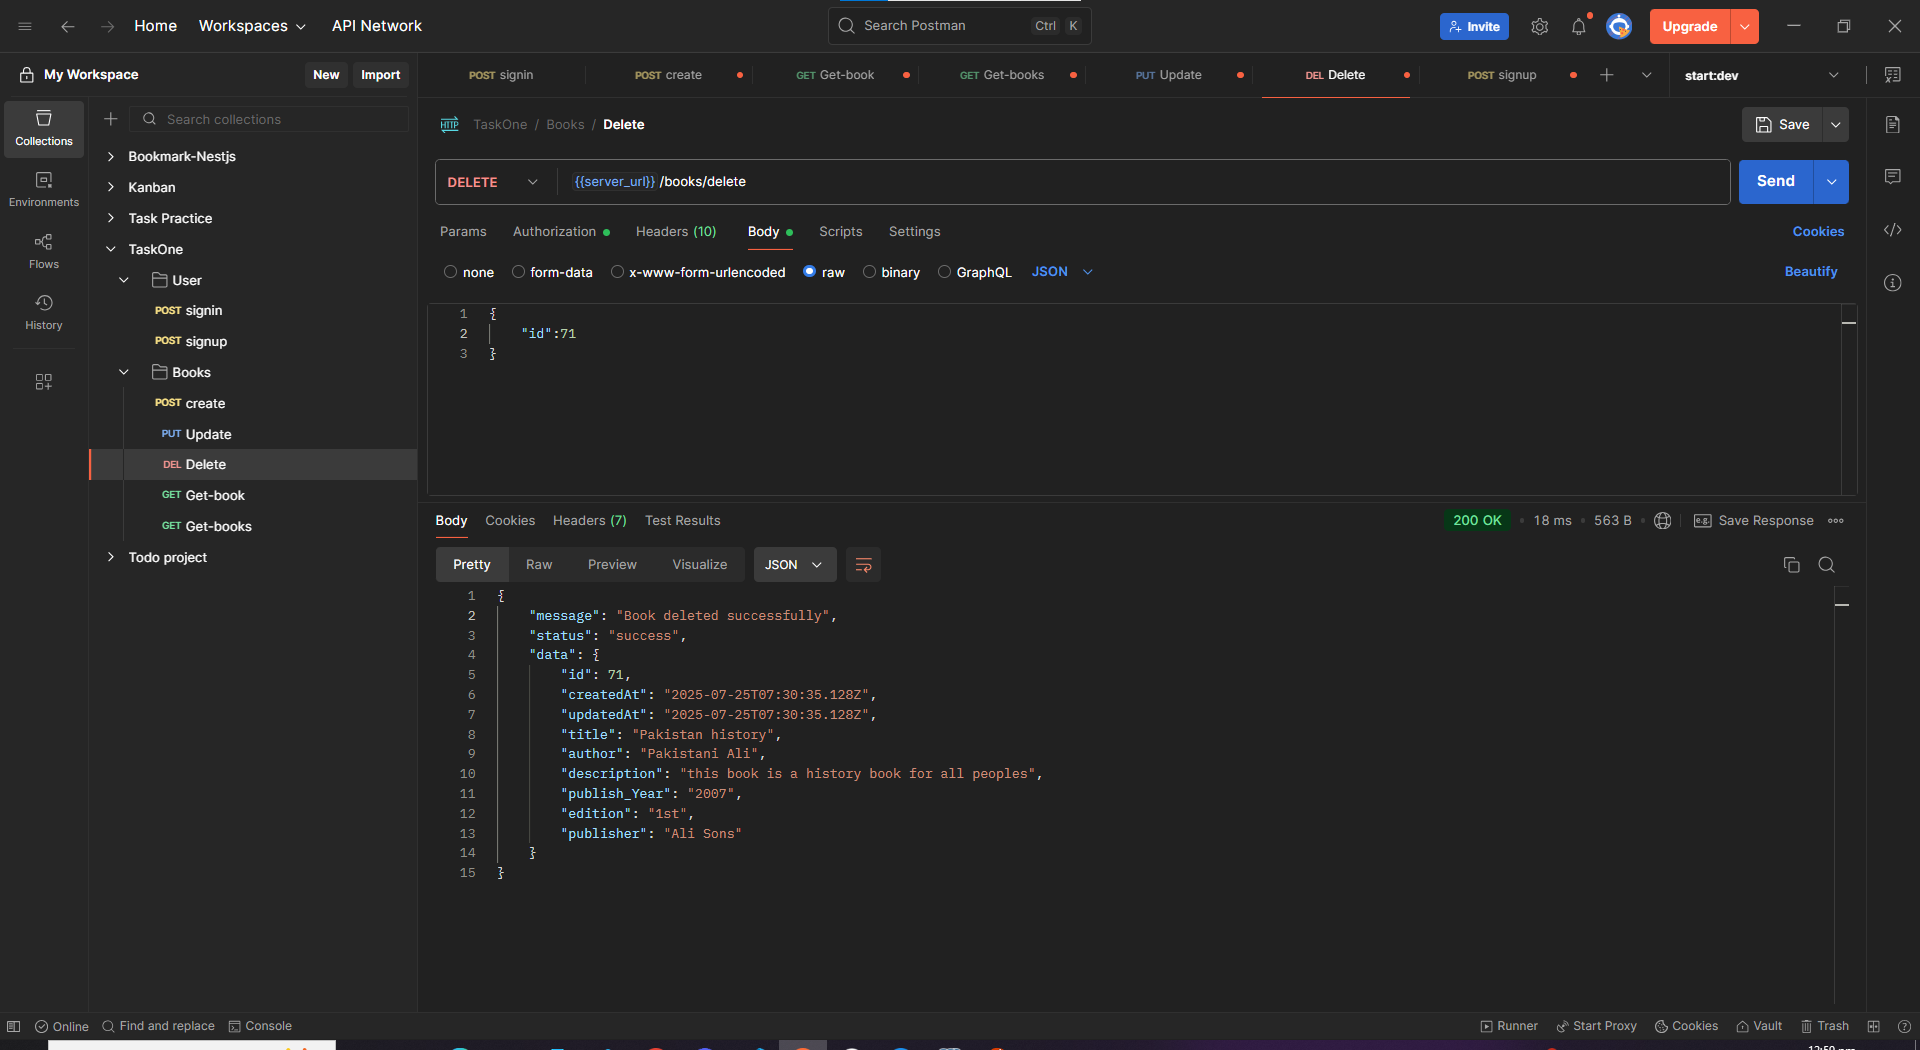 Home Workspaces API Network Search Postman Ctrl K Invite Upgrade
My Workspace New Import POST signin POST create GET Get-book GET Get-books PUT Update DEL Delete POST signup start:dev
Collections
Environments
Flows
History
Search collections
Bookmark-Nestjs
Kanban
Task Practice
TaskOne
User
POST signin
POST signup
Books
POST create
PUT Update
DEL Delete
GET Get-book
GET Get-books
Todo project
HTTP TaskOne / Books / Delete Save
DELETE {{server_url}} /books/delete Send
Params Authorization Headers (10) Body Scripts Settings Cookies
none form-data x-www-form-urlencoded raw binary GraphQL JSON Beautify
1 {
2 "id":71
3 }
Body Cookies Headers (7) Test Results 200 OK 18 ms 563 B e.g. Save Response
Pretty Raw Preview Visualize JSON
1 {
2 "message": "Book deleted successfully",
3 "status": "success",
4 "data": {
5 "id": 71,
6 "createdAt": "2025-07-25T07:30:35.128Z",
7 "updatedAt": "2025-07-25T07:30:35.128Z",
8 "title": "Pakistan history",
9 "author": "Pakistani Ali",
10 "description": "this book is a history book for all peoples",
11 "publish_Year": "2007",
12 "edition": "1st",
13 "publisher": "Ali Sons"
14 }
15 }
Online Find and replace Console Runner Start Proxy Cookies Vault Trash